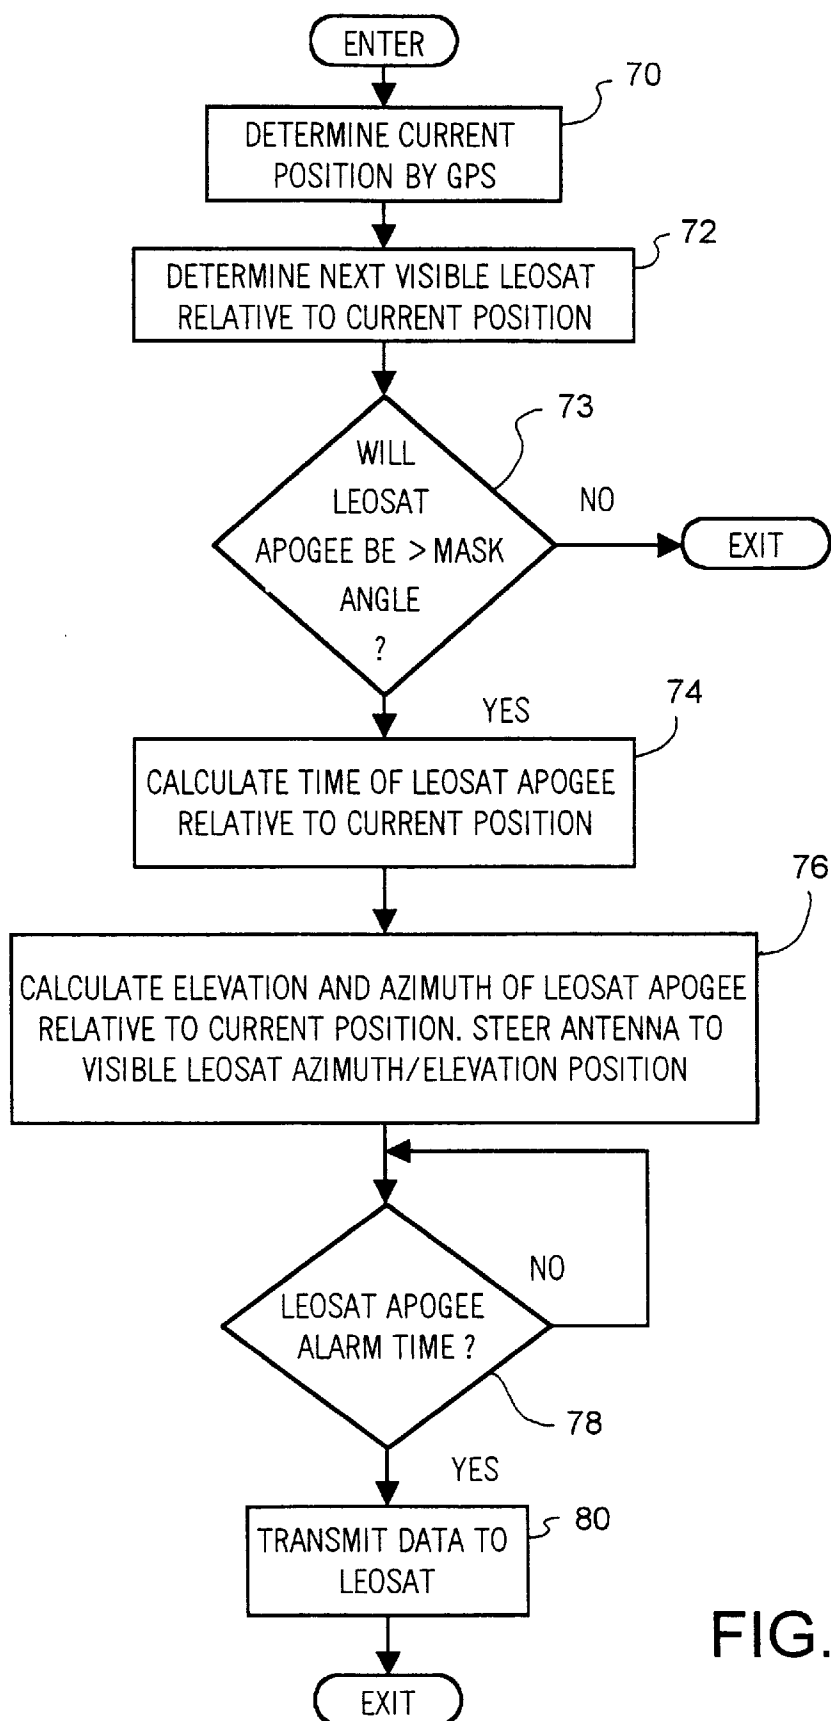 ENTER
70
DETERMINE CURRENT
POSITION BY GPS
72
DETERMINE NEXT VISIBLE LEOSAT
RELATIVE TO CURRENT POSITION
73
WILL
LEOSAT
APOGEE BE > MASK
ANGLE
?
NO
EXIT
YES
74
CALCULATE TIME OF LEOSAT APOGEE
RELATIVE TO CURRENT POSITION
76
CALCULATE ELEVATION AND AZIMUTH OF LEOSAT APOGEE
RELATIVE TO CURRENT POSITION. STEER ANTENNA TO
VISIBLE LEOSAT AZIMUTH/ELEVATION POSITION
NO
LEOSAT APOGEE
ALARM TIME ?
78
YES
80
TRANSMIT DATA TO
LEOSAT
FIG.
EXIT